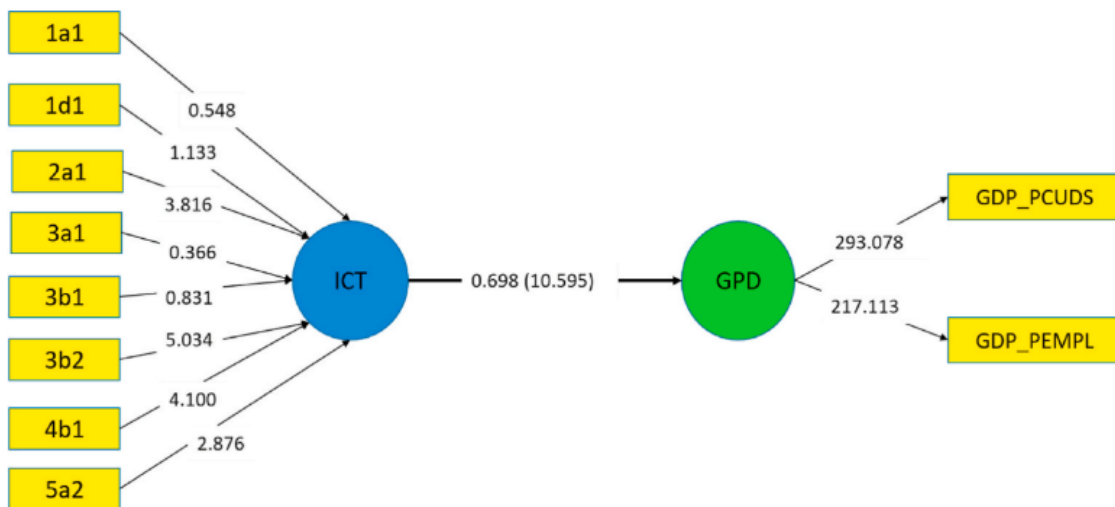 1a1
1d1
2a1
3a1
3b1
3b2
4b1
5a2
0.548
1.133
3.816
0.366
0.831
5.034
4.100
2.876
ICT
0.698 (10.595)
GPD
293.078
217.113
GDP_PCUDS
GDP_PEMPL